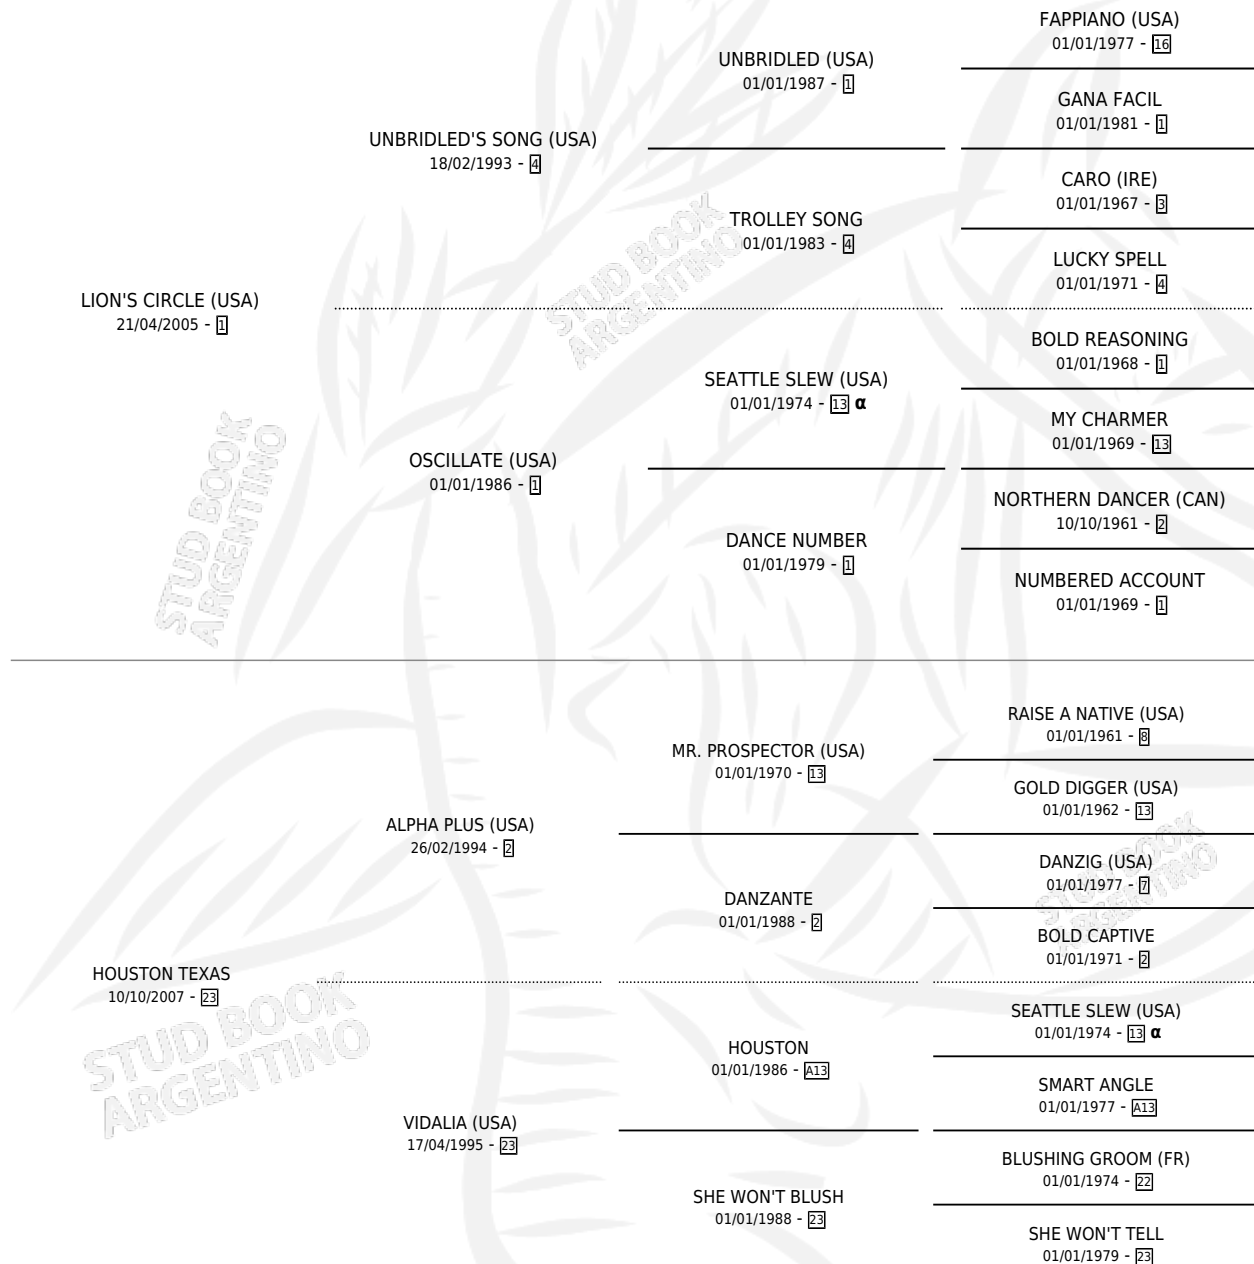 FAPPIANO (USA)
01/01/1977 - 16
UNBRIDLED (USA)
01/01/1987 - 1
GANA FACIL
01/01/1981 - 1
UNBRIDLED'S SONG (USA)
18/02/1993 - 4
CARO (IRE)
01/01/1967 - 3
TROLLEY SONG
01/01/1983 - 4
LUCKY SPELL
01/01/1971 - 4
LION'S CIRCLE (USA)
21/04/2005 - 1
BOLD REASONING
01/01/1968 - 1
SEATTLE SLEW (USA)
01/01/1974 - 13 α
MY CHARMER
01/01/1969 - 13
OSCILLATE (USA)
01/01/1986 - 1
NORTHERN DANCER (CAN)
10/10/1961 - 2
DANCE NUMBER
01/01/1979 - 1
NUMBERED ACCOUNT
01/01/1969 - 1
RAISE A NATIVE (USA)
01/01/1961 - 8
MR. PROSPECTOR (USA)
01/01/1970 - 13
GOLD DIGGER (USA)
01/01/1962 - 13
ALPHA PLUS (USA)
26/02/1994 - 2
DANZIG (USA)
01/01/1977 - 7
DANZANTE
01/01/1988 - 2
BOLD CAPTIVE
01/01/1971 - 2
HOUSTON TEXAS
10/10/2007 - 23
SEATTLE SLEW (USA)
01/01/1974 - 13 α
HOUSTON
01/01/1986 - A13
SMART ANGLE
01/01/1977 - A13
VIDALIA (USA)
17/04/1995 - 23
BLUSHING GROOM (FR)
01/01/1974 - 22
SHE WON'T BLUSH
01/01/1988 - 23
SHE WON'T TELL
01/01/1979 - 23
STUD BOOK
ARGENTINO
STUD BOOK
ARGENTINO
STUD BOOK
ARGENTINO
STUD BOOK
ARGENTINO